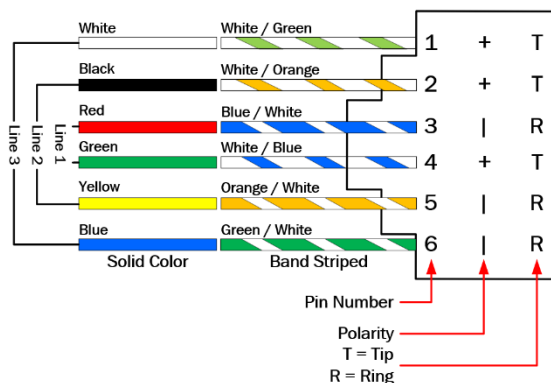 White White / Green 1 + T
Black White / Orange 2 + T
Red Blue / White 3 | R
Green White / Blue 4 + T
Yellow Orange / White 5 | R
Blue Green / White 6 | R
Line 3 Line 2 Line 1
Solid Color Band Striped
Pin Number
Polarity
T = Tip
R = Ring